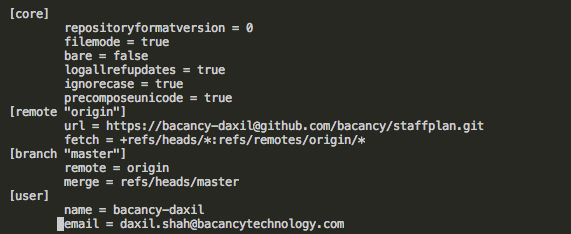 [core]
repositoryformatversion = 0
filemode = true
bare = false
logallrefupdates = true
ignorecase = true
precomposeunicode = true
[remote "origin"]
url = https://bacancy-daxil@github.com/bacancy/staffplan.git
fetch = +refs/heads/*:refs/remotes/origin/*
[branch "master"]
remote = origin
merge = refs/heads/master
[user]
name = bacancy-daxil
email = daxil.shah@bacancytechnology.com